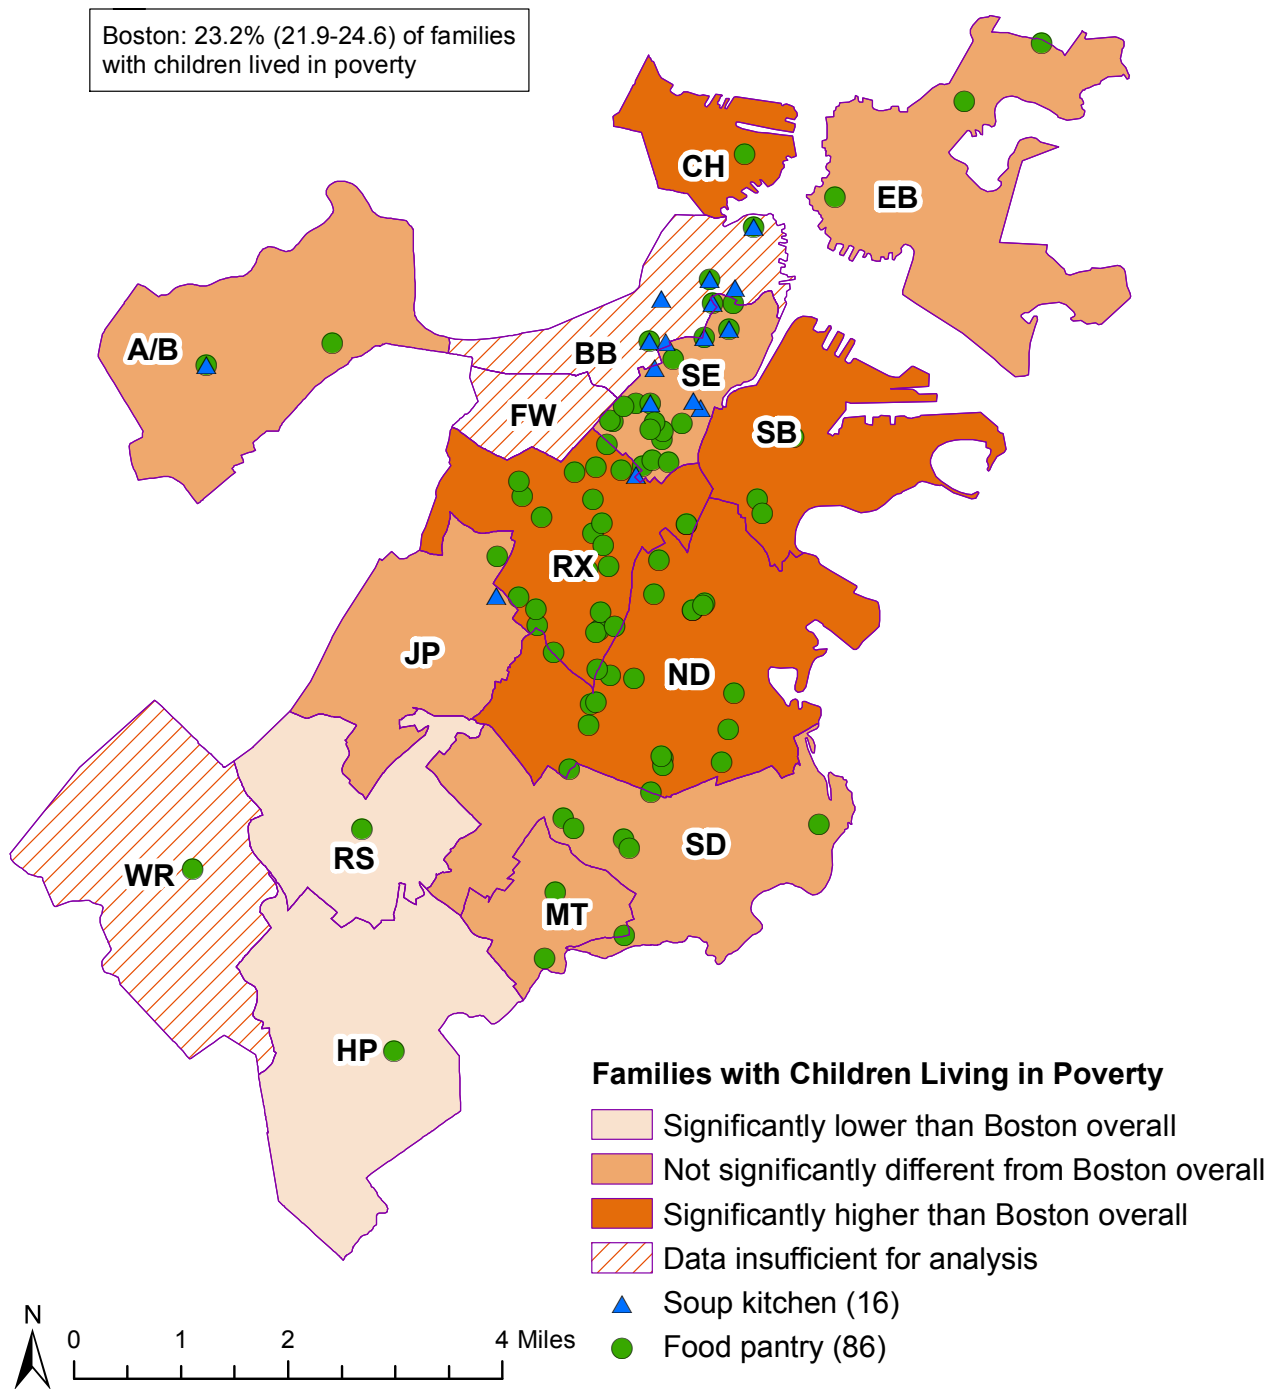 Boston: 23.2% (21.9-24.6) of families
with children lived in poverty
CH
EB
A/B
BB
SE
FW
SB
RX
JP
ND
RS
SD
WR
MT
HP
Families with Children Living in Poverty
Significantly lower than Boston overall
Not significantly different from Boston overall
Significantly higher than Boston overall
Data insufficient for analysis
Soup kitchen (16)
Food pantry (86)
N
0 1 2 4 Miles